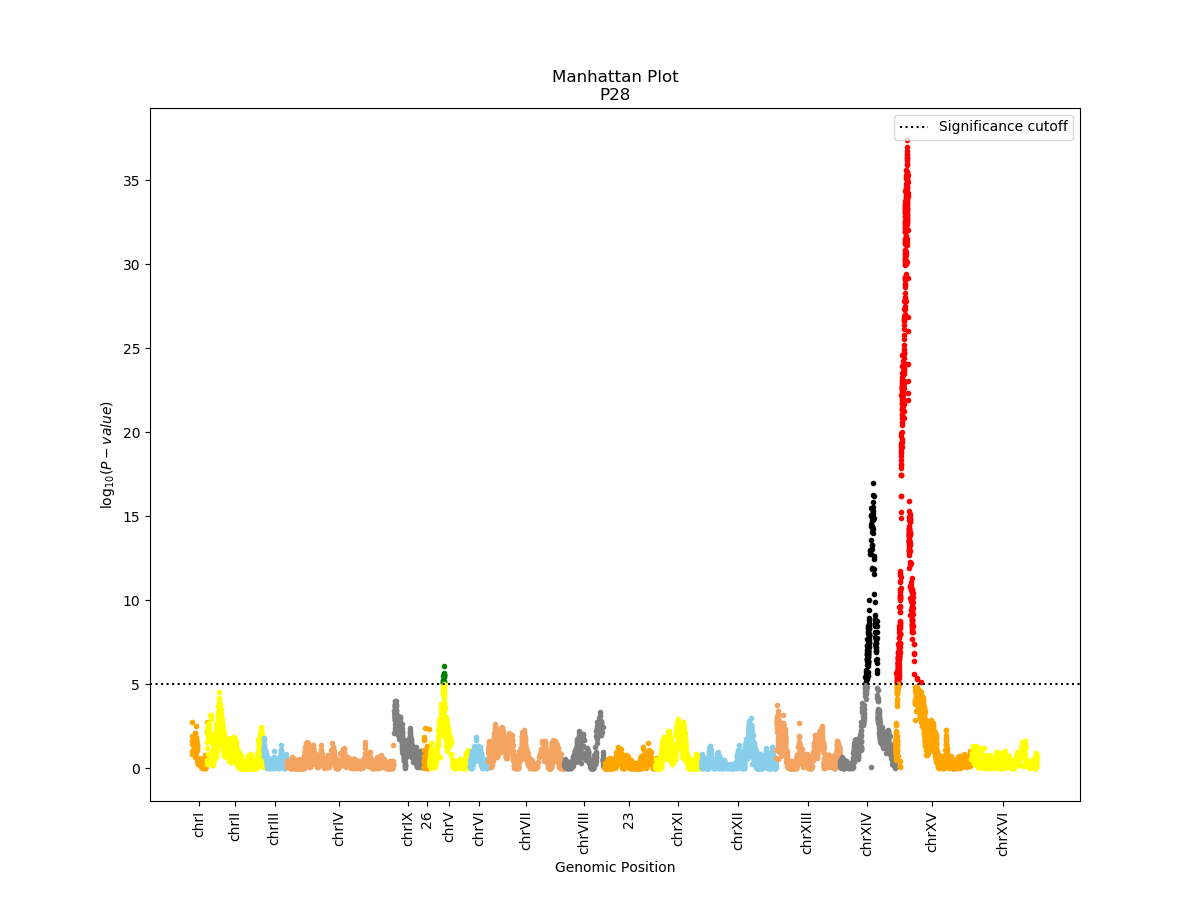 Manhattan Plot
P28
Significance cutoff
log10(P − value)
35
30
25
20
15
10
5
0
chrI
chrII
chrIII
chrIV
chrIX
26
chrV
chrVI
chrVII
chrVIII
23
chrXI
chrXII
chrXIII
chrXIV
chrXV
chrXVI
Genomic Position